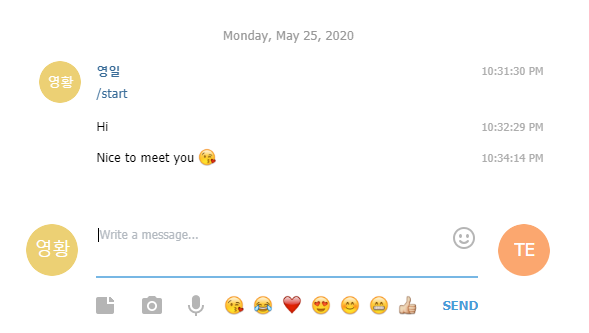 Monday, May 25, 2020
영황
영일
10:31:30 PM
/start
Hi
10:32:29 PM
Nice to meet you 😘
10:34:14 PM
영황
Write a message...
TE
😘 😂 ❤️ 😍 😊 😁 👍🏼
SEND